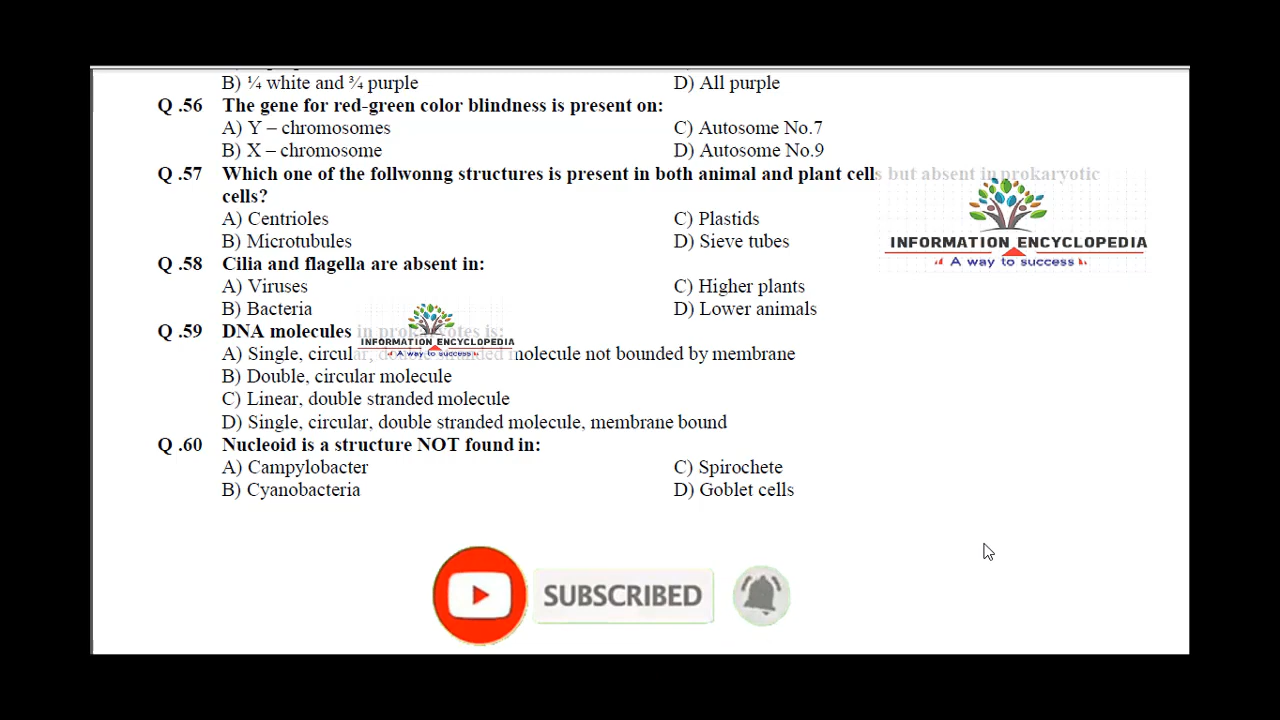 B) ¼ white and ¾ purple D) All purple
Q .56 The gene for red-green color blindness is present on:
A) Y – chromosomes C) Autosome No.7
B) X – chromosome D) Autosome No.9
Q .57 Which one of the follwonng structures is present in both animal and plant cells but absent in prokaryotic
cells?
A) Centrioles C) Plastids
B) Microtubules D) Sieve tubes
INFORMATION ENCYCLOPEDIA
A way to success
Q .58 Cilia and flagella are absent in:
A) Viruses C) Higher plants
B) Bacteria D) Lower animals
Q .59 DNA molecules in prokaryotes is:
INFORMATION ENCYCLOPEDIA
A way to success
A) Single, circular, double stranded molecule not bounded by membrane
B) Double, circular molecule
C) Linear, double stranded molecule
D) Single, circular, double stranded molecule, membrane bound
Q .60 Nucleoid is a structure NOT found in:
A) Campylobacter C) Spirochete
B) Cyanobacteria D) Goblet cells
SUBSCRIBED